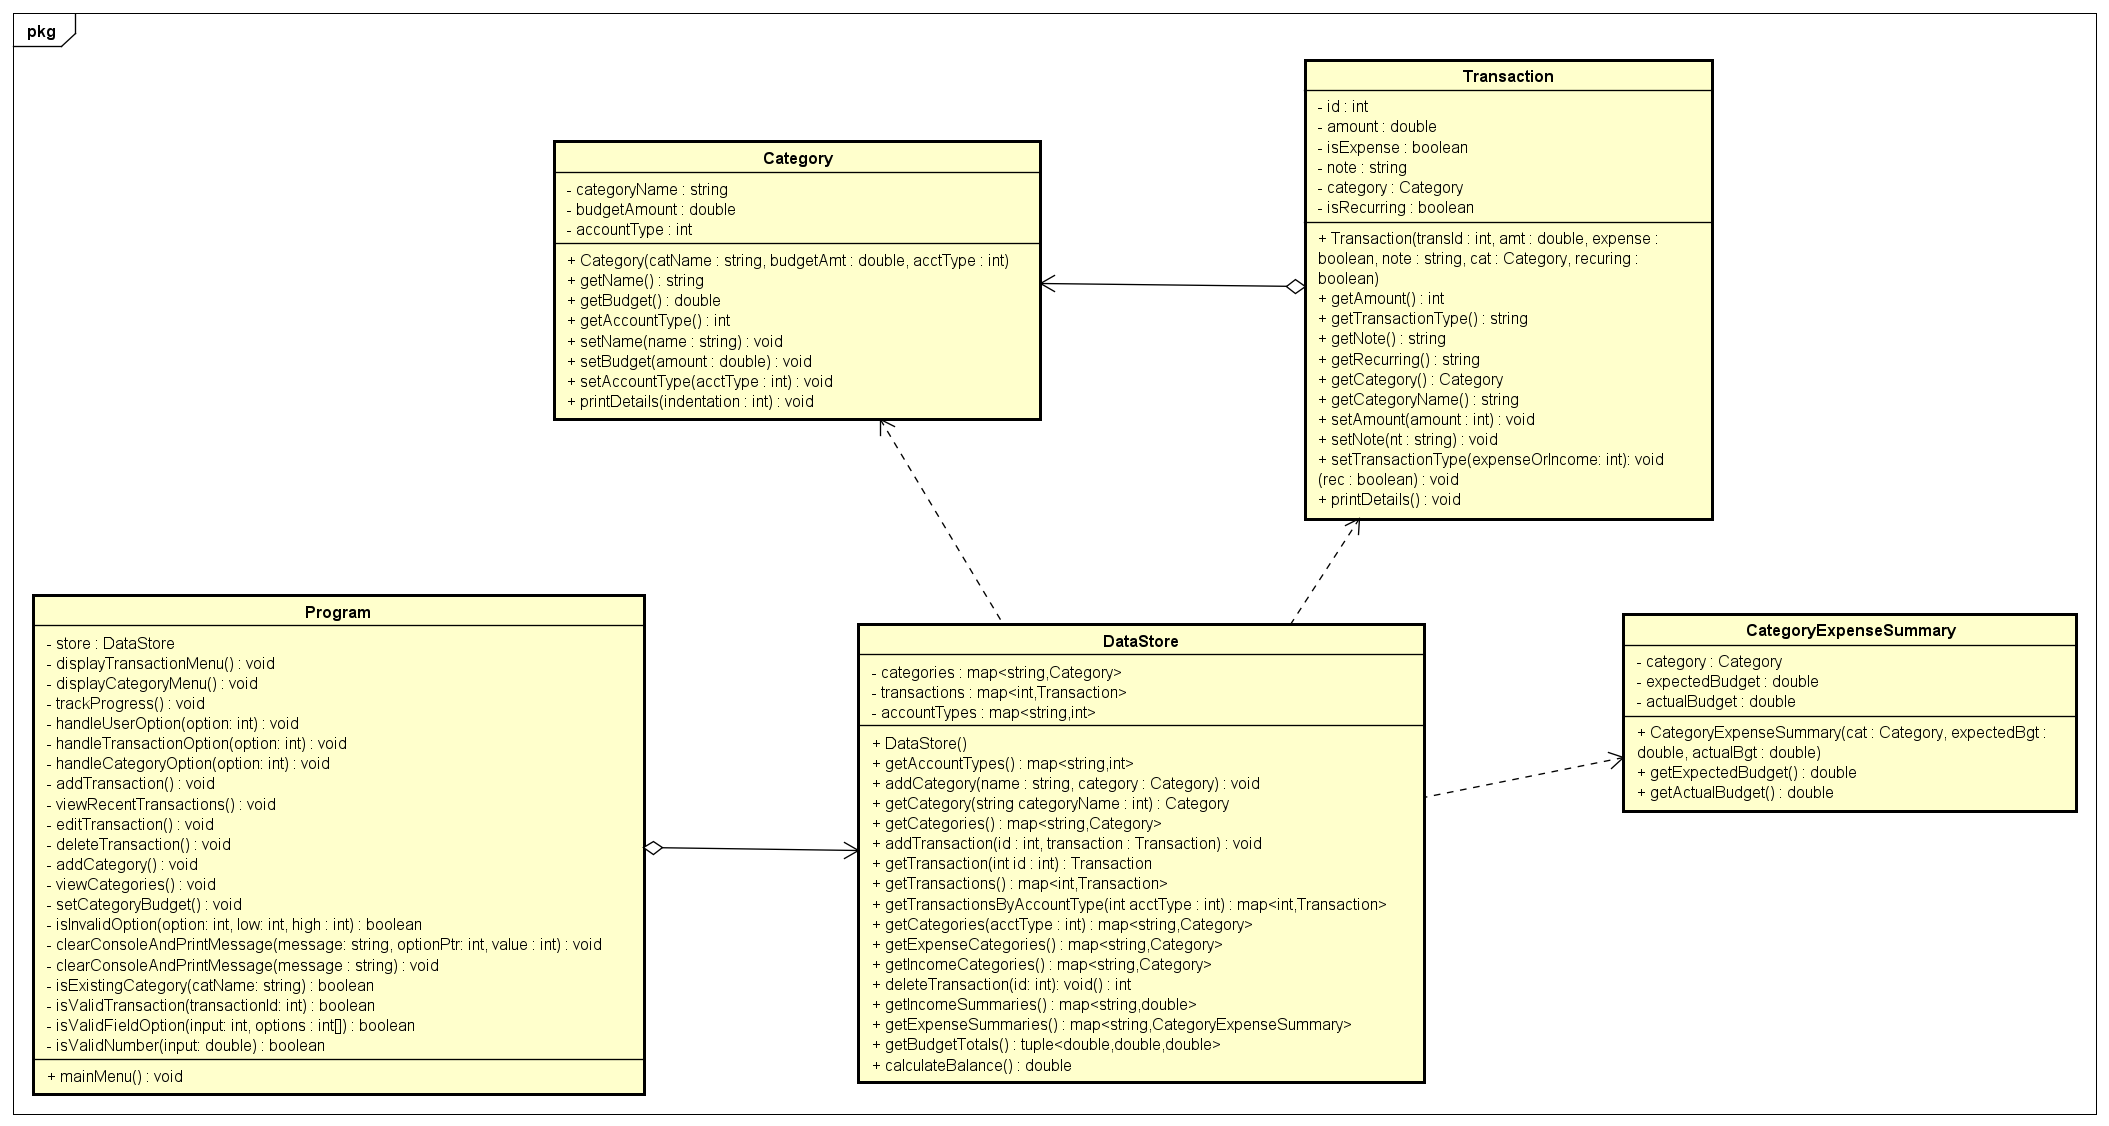 pkg
Transaction
- id : int
- amount : double
- isExpense : boolean
- note : string
- category : Category
- isRecurring : boolean
+ Transaction(transId : int, amt : double, expense :
boolean, note : string, cat : Category, recuring :
boolean)
+ getAmount() : int
+ getTransactionType() : string
+ getNote() : string
+ getRecurring() : string
+ getCategory() : Category
+ getCategoryName() : string
+ setAmount(amount : int) : void
+ setNote(nt : string) : void
+ setTransactionType(expenseOrIncome: int): void
(rec : boolean) : void
+ printDetails() : void
Category
- categoryName : string
- budgetAmount : double
- accountType : int
+ Category(catName : string, budgetAmt : double, acctType : int)
+ getName() : string
+ getBudget() : double
+ getAccountType() : int
+ setName(name : string) : void
+ setBudget(amount : double) : void
+ setAccountType(acctType : int) : void
+ printDetails(indentation : int) : void
Program
- store : DataStore
- displayTransactionMenu() : void
- displayCategoryMenu() : void
- trackProgress() : void
- handleUserOption(option: int) : void
- handleTransactionOption(option: int) : void
- handleCategoryOption(option: int) : void
- addTransaction() : void
- viewRecentTransactions() : void
- editTransaction() : void
- deleteTransaction() : void
- addCategory() : void
- viewCategories() : void
- setCategoryBudget() : void
- isInvalidOption(option: int, low: int, high : int) : boolean
- clearConsoleAndPrintMessage(message: string, optionPtr: int, value : int) : void
- clearConsoleAndPrintMessage(message : string) : void
- isExistingCategory(catName: string) : boolean
- isValidTransaction(transactionId: int) : boolean
- isValidFieldOption(input: int, options : int[]) : boolean
- isValidNumber(input: double) : boolean
+ mainMenu() : void
DataStore
- categories : map<string,Category>
- transactions : map<int,Transaction>
- accountTypes : map<string,int>
+ DataStore()
+ getAccountTypes() : map<string,int>
+ addCategory(name : string, category : Category) : void
+ getCategory(string categoryName : int) : Category
+ getCategories() : map<string,Category>
+ addTransaction(id : int, transaction : Transaction) : void
+ getTransaction(int id : int) : Transaction
+ getTransactions() : map<int,Transaction>
+ getTransactionsByAccountType(int acctType : int) : map<int,Transaction>
+ getCategories(acctType : int) : map<string,Category>
+ getExpenseCategories() : map<string,Category>
+ getIncomeCategories() : map<string,Category>
+ deleteTransaction(id: int): void() : int
+ getIncomeSummaries() : map<string,double>
+ getExpenseSummaries() : map<string,CategoryExpenseSummary>
+ getBudgetTotals() : tuple<double,double,double>
+ calculateBalance() : double
CategoryExpenseSummary
- category : Category
- expectedBudget : double
- actualBudget : double
+ CategoryExpenseSummary(cat : Category, expectedBgt :
double, actualBgt : double)
+ getExpectedBudget() : double
+ getActualBudget() : double